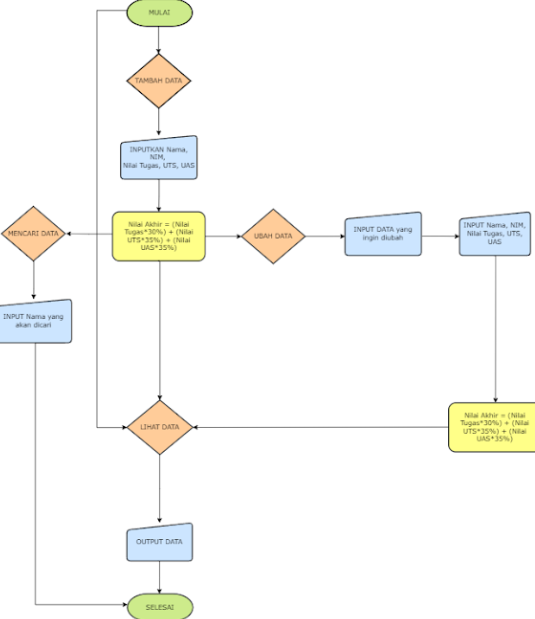 MULAI
TAMBAH DATA
INPUTKAN Nama,
NIM,
Nilai Tugas, UTS, UAS
MENCARI DATA
Nilai Akhir = (Nilai
Tugas*30%) + (Nilai
UTS*35%) + (Nilai
UAS*35%)
UBAH DATA
INPUT DATA yang
ingin diubah
INPUT Nama, NIM,
Nilai Tugas, UTS,
UAS
INPUT Nama yang
akan dicari
LIHAT DATA
Nilai Akhir = (Nilai
Tugas*30%) + (Nilai
UTS*35%) + (Nilai
UAS*35%)
OUTPUT DATA
SELESAI